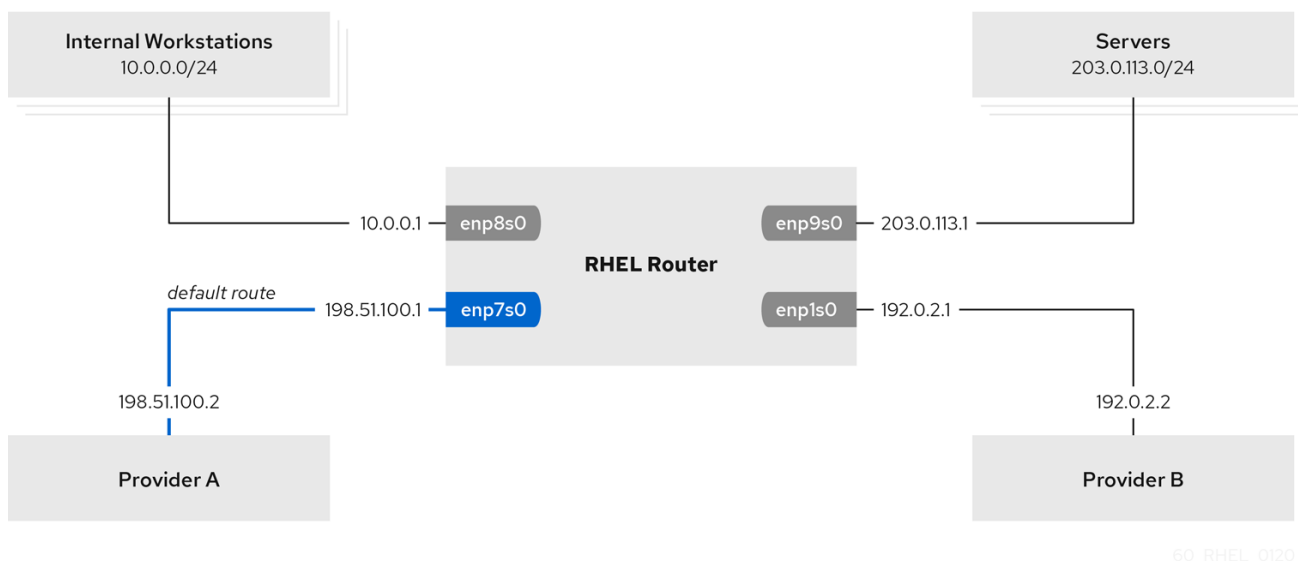 Internal Workstations
10.0.0.0/24
Servers
203.0.113.0/24
10.0.0.1
enp8s0
enp9s0
203.0.113.1
RHEL Router
default route
198.51.100.1
enp7s0
enp1s0
192.0.2.1
198.51.100.2
192.0.2.2
Provider A
Provider B
60_RHEL_0120